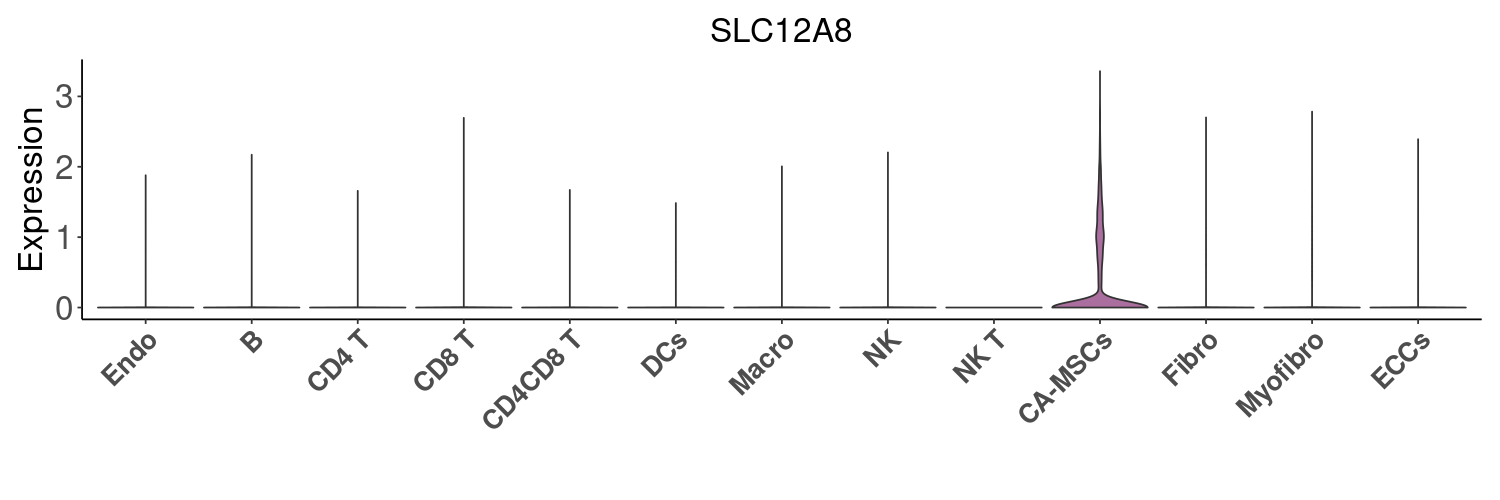 SLC12A8
Expression
3
2
1
0
Endo
B
CD4 T
CD8 T
CD4CD8 T
DCs
Macro
NK
NK T
CA-MSCs
Fibro
Myofibro
ECCs